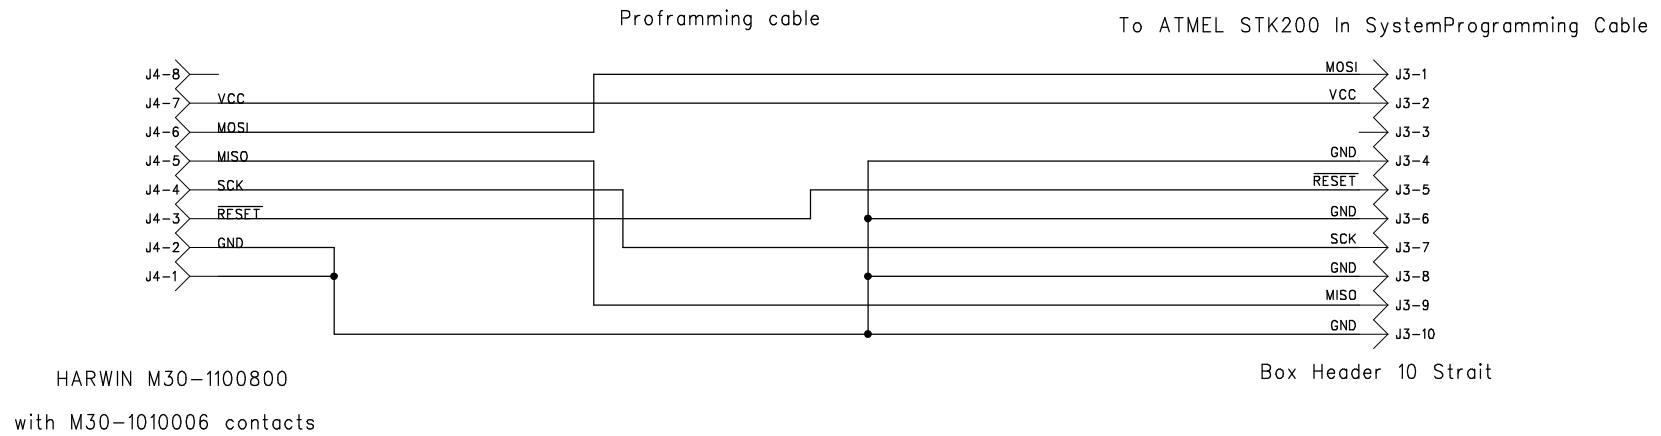 Proframming cable
To ATMEL STK200 In SystemProgramming Cable
J4-8
J4-7 VCC
J4-6 MOSI
J4-5 MISO
J4-4 SCK
J4-3 RESET
J4-2 GND
J4-1
MOSI J3-1
VCC J3-2
J3-3
GND J3-4
RESET J3-5
GND J3-6
SCK J3-7
GND J3-8
MISO J3-9
GND J3-10
HARWIN M30-1100800
with M30-1010006 contacts
Box Header 10 Strait